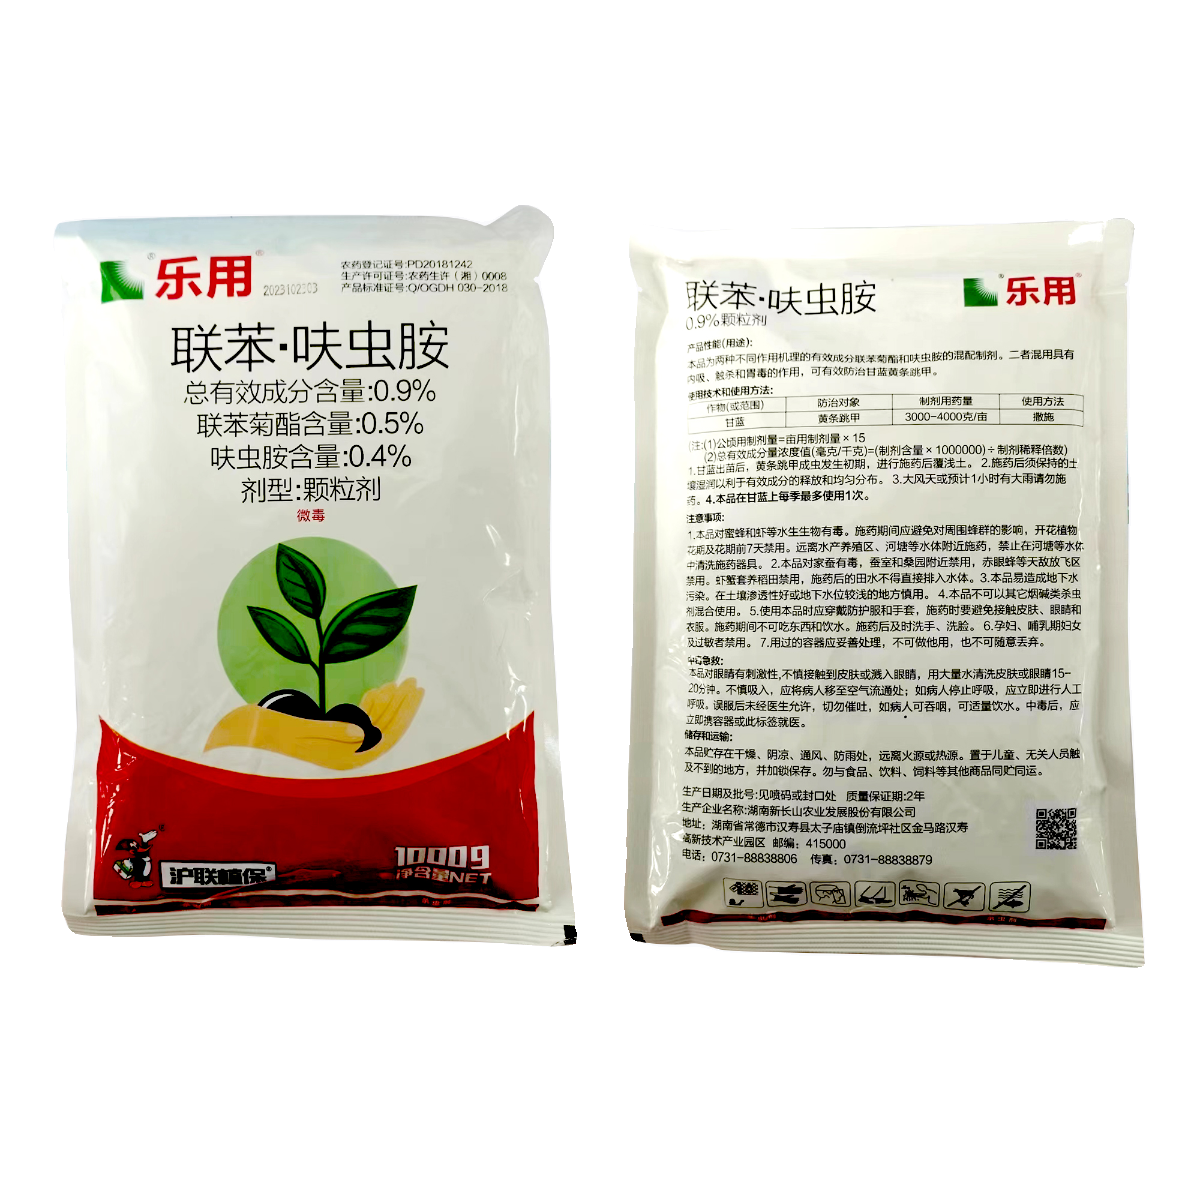 乐用®
2023102303
农药登记证号:PD20181242
生产许可证号:农药生许（湘）0008
产品标准证号:Q/OGDH 030-2018
联苯·呋虫胺
总有效成分含量:0.9%
联苯菊酯含量:0.5%
呋虫胺含量:0.4%
剂型:颗粒剂
微毒
沪联植保®
1000g
净含量NET
杀虫剂
联苯·呋虫胺
0.9%颗粒剂
乐用®
产品性能(用途):
本品为两种不同作用机理的有效成分联苯菊酯和呋虫胺的混配制剂。二者混用具有
内吸、触杀和胃毒的作用，可有效防治甘蓝黄条跳甲。
使用技术和使用方法:
作物(或范围) 防治对象 制剂用药量 使用方法
甘蓝 黄条跳甲 3000-4000克/亩 撒施
(注:(1)公顷用制剂量=亩用制剂量×15
(2)总有效成分量浓度值(毫克/千克)=(制剂含量×1000000)÷制剂稀释倍数)
1.甘蓝出苗后，黄条跳甲成虫发生初期，进行施药后覆浅土。 2.施药后须保持的土
壤湿润以利于有效成分的释放和均匀分布。 3.大风天或预计1小时有大雨请勿施
药。4.本品在甘蓝上每季最多使用1次。
注意事项:
1.本品对蜜蜂和虾等水生生物有毒。施药期间应避免对周围蜂群的影响，开花植物
花期及花期前7天禁用。远离水产养殖区、河塘等水体附近施药，禁止在河塘等水体
中清洗施药器具。 2.本品对家蚕有毒，蚕室和桑园附近禁用，赤眼蜂等天敌放飞区
禁用。虾蟹套养稻田禁用，施药后的田水不得直接排入水体。3.本品易造成地下水
污染。在土壤渗透性好或地下水位较浅的地方慎用。 4.本品不可以其它烟碱类杀虫
剂混合使用。 5.使用本品时应穿戴防护服和手套，施药时要避免接触皮肤、眼睛和
衣服。施药期间不可吃东西和饮水。施药后及时洗手、洗脸。 6.孕妇、哺乳期妇女
及过敏者禁用。 7.用过的容器应妥善处理，不可做他用，也不可随意丢弃。
中毒急救:
本品对眼睛有刺激性,不慎接触到皮肤或溅入眼睛，用大量水清洗皮肤或眼睛15-
20分钟。不慎吸入，应将病人移至空气流通处；如病人停止呼吸，应立即进行人工
呼吸。误服后未经医生允许，切勿催吐，如病人可吞咽，可适量饮水。中毒后，应
立即携容器或此标签就医。
储存和运输:
本品贮存在干燥、阴凉、通风、防雨处，远离火源或热源。置于儿童、无关人员触
及不到的地方，并加锁保存。勿与食品、饮料、饲料等其他商品同贮同运。
生产日期及批号:见喷码或封口处 质量保证期:2年
生产企业名称:湖南新长山农业发展股份有限公司
地址：湖南省常德市汉寿县太子庙镇倒流坪社区金马路汉寿
高新技术产业园区 邮编：415000
电话：0731-88838806 传真：0731-88838879
杀虫剂
杀虫剂